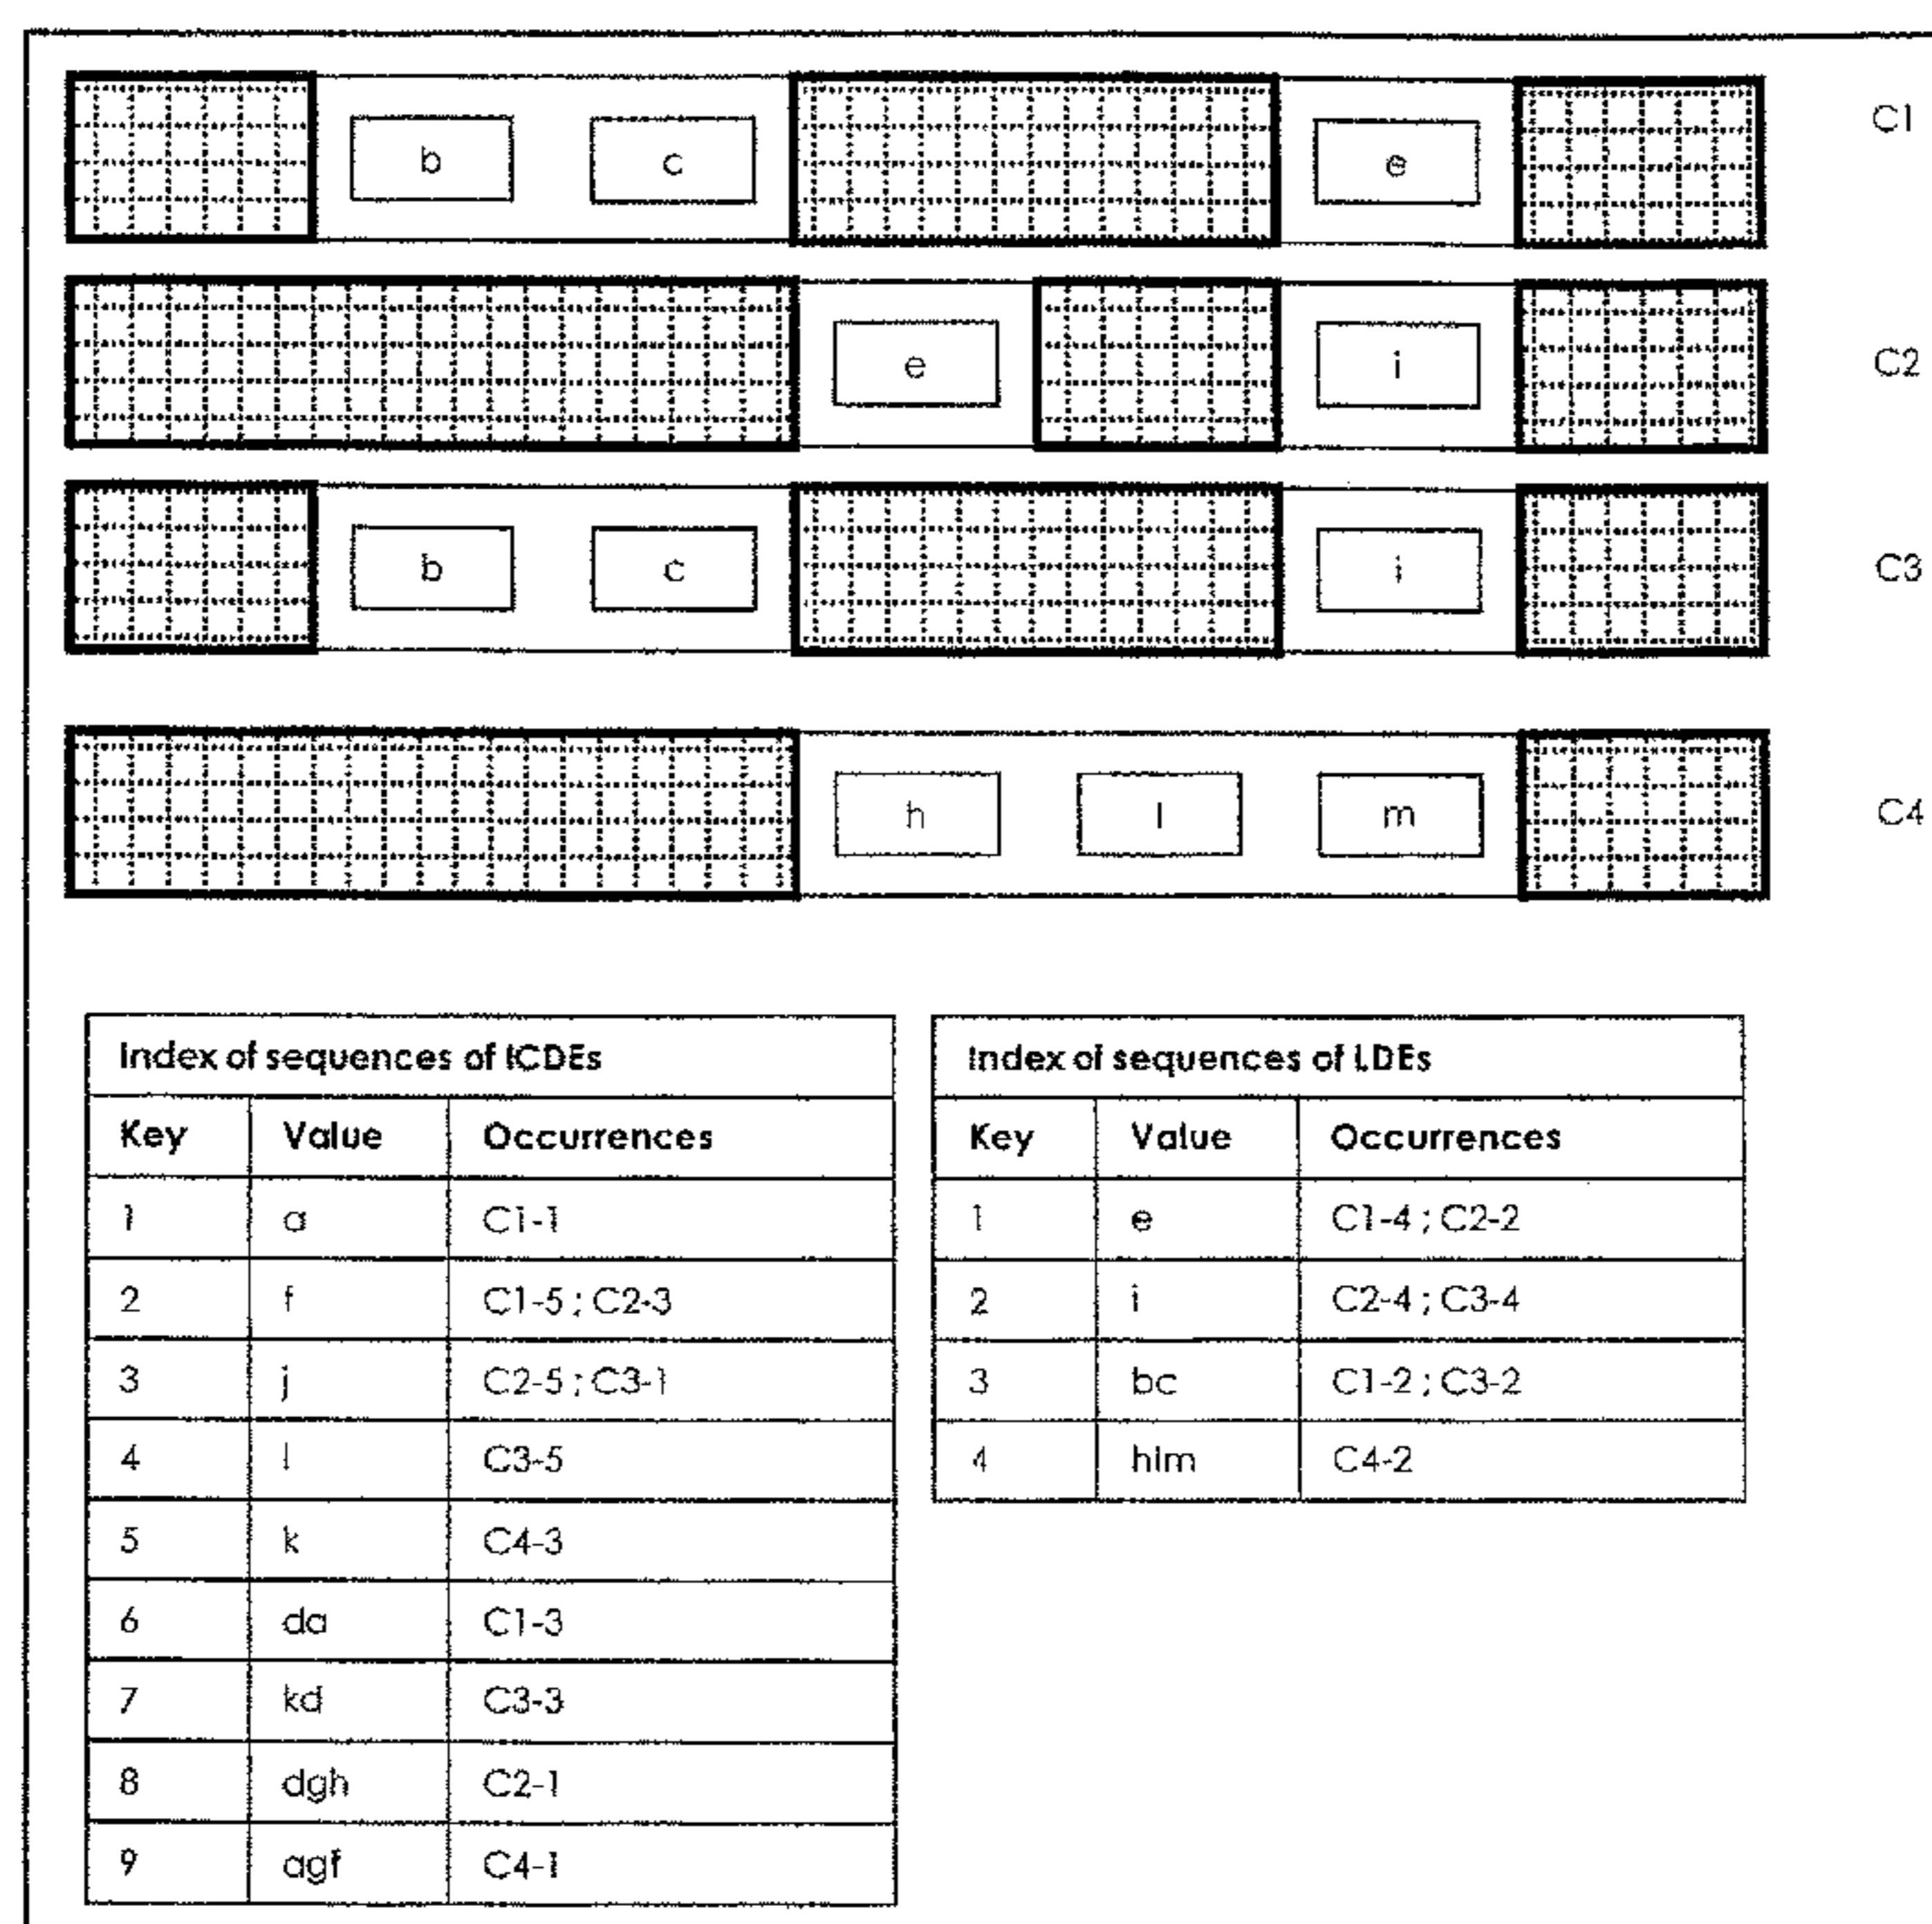 b c e C1
e i C2
b c i C3
h l m C4
Index of sequences of ICDEs
Key Value Occurrences
1 a C1-1
2 f C1-5 ; C2-3
3 j C2-5 ; C3-1
4 l C3-5
5 k C4-3
6 da C1-3
7 kd C3-3
8 dgh C2-1
9 agf C4-1
Index of sequences of LDEs
Key Value Occurrences
1 e C1-4 ; C2-2
2 i C2-4 ; C3-4
3 bc C1-2 ; C3-2
4 hlm C4-2